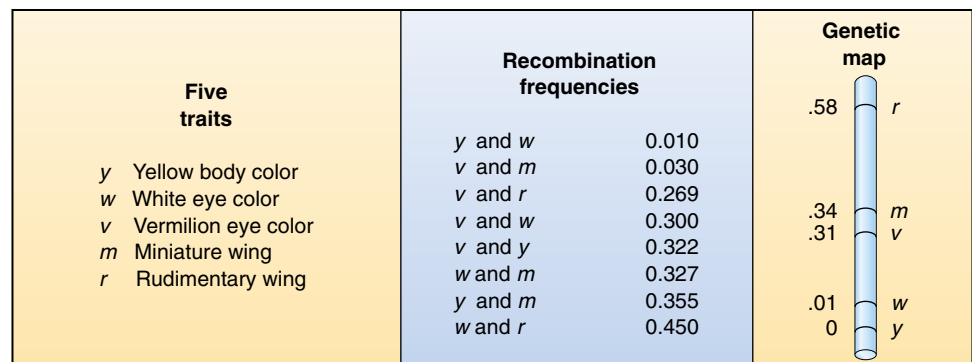 Five
traits
y Yellow body color
w White eye color
v Vermilion eye color
m Miniature wing
r Rudimentary wing
Recombination
frequencies
y and w 0.010
v and m 0.030
v and r 0.269
v and w 0.300
v and y 0.322
w and m 0.327
y and m 0.355
w and r 0.450
Genetic
map
.58 r
.34 m
.31 v
.01 w
0 y